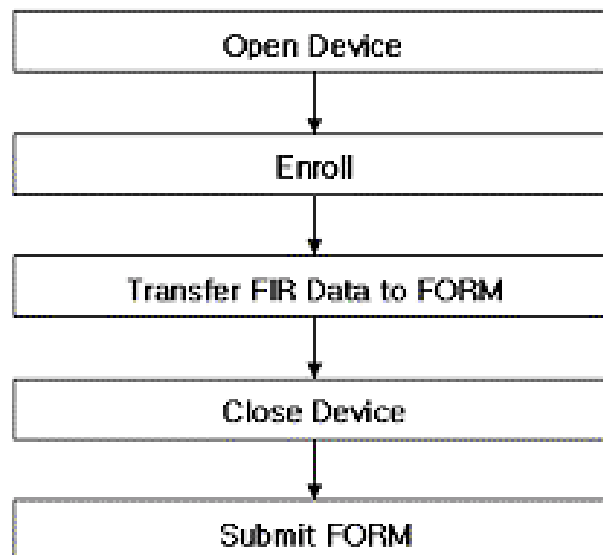 Open Device
Enroll
Transfer FIR Data to FORM
Close Device
Submit FORM